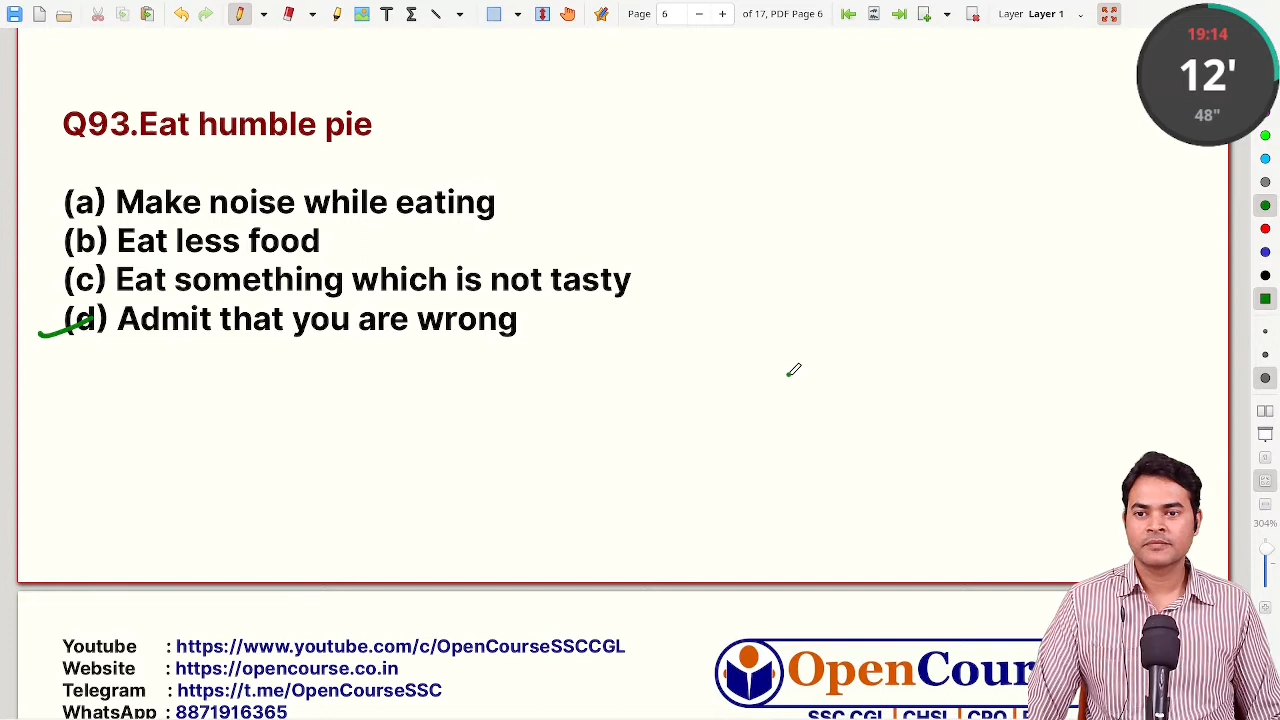 Page 6 of 17, PDF Page 6 Layer Layer 1
19:14
12'
48"
Q93.Eat humble pie
(a) Make noise while eating
(b) Eat less food
(c) Eat something which is not tasty
(d) Admit that you are wrong
304%
Youtube : https://www.youtube.com/c/OpenCourseSSCCGL
Website : https://opencourse.co.in
Telegram : https://t.me/OpenCourseSSC
WhatsApp : 8871916365
OpenCour
SSC CGL | CHSL | CPO |